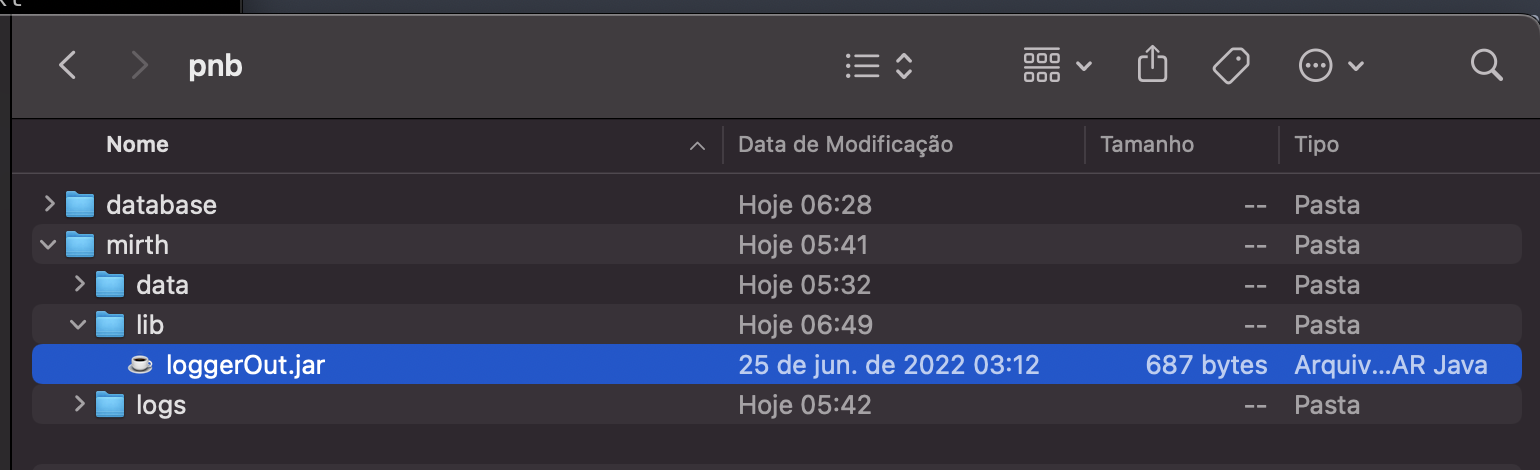 pnb
Nome Data de Modificação Tamanho Tipo
database Hoje 06:28 -- Pasta
mirth Hoje 05:41 -- Pasta
data Hoje 05:32 -- Pasta
lib Hoje 06:49 -- Pasta
loggerOut.jar 25 de jun. de 2022 03:12 687 bytes Arquiv...AR Java
logs Hoje 05:42 -- Pasta